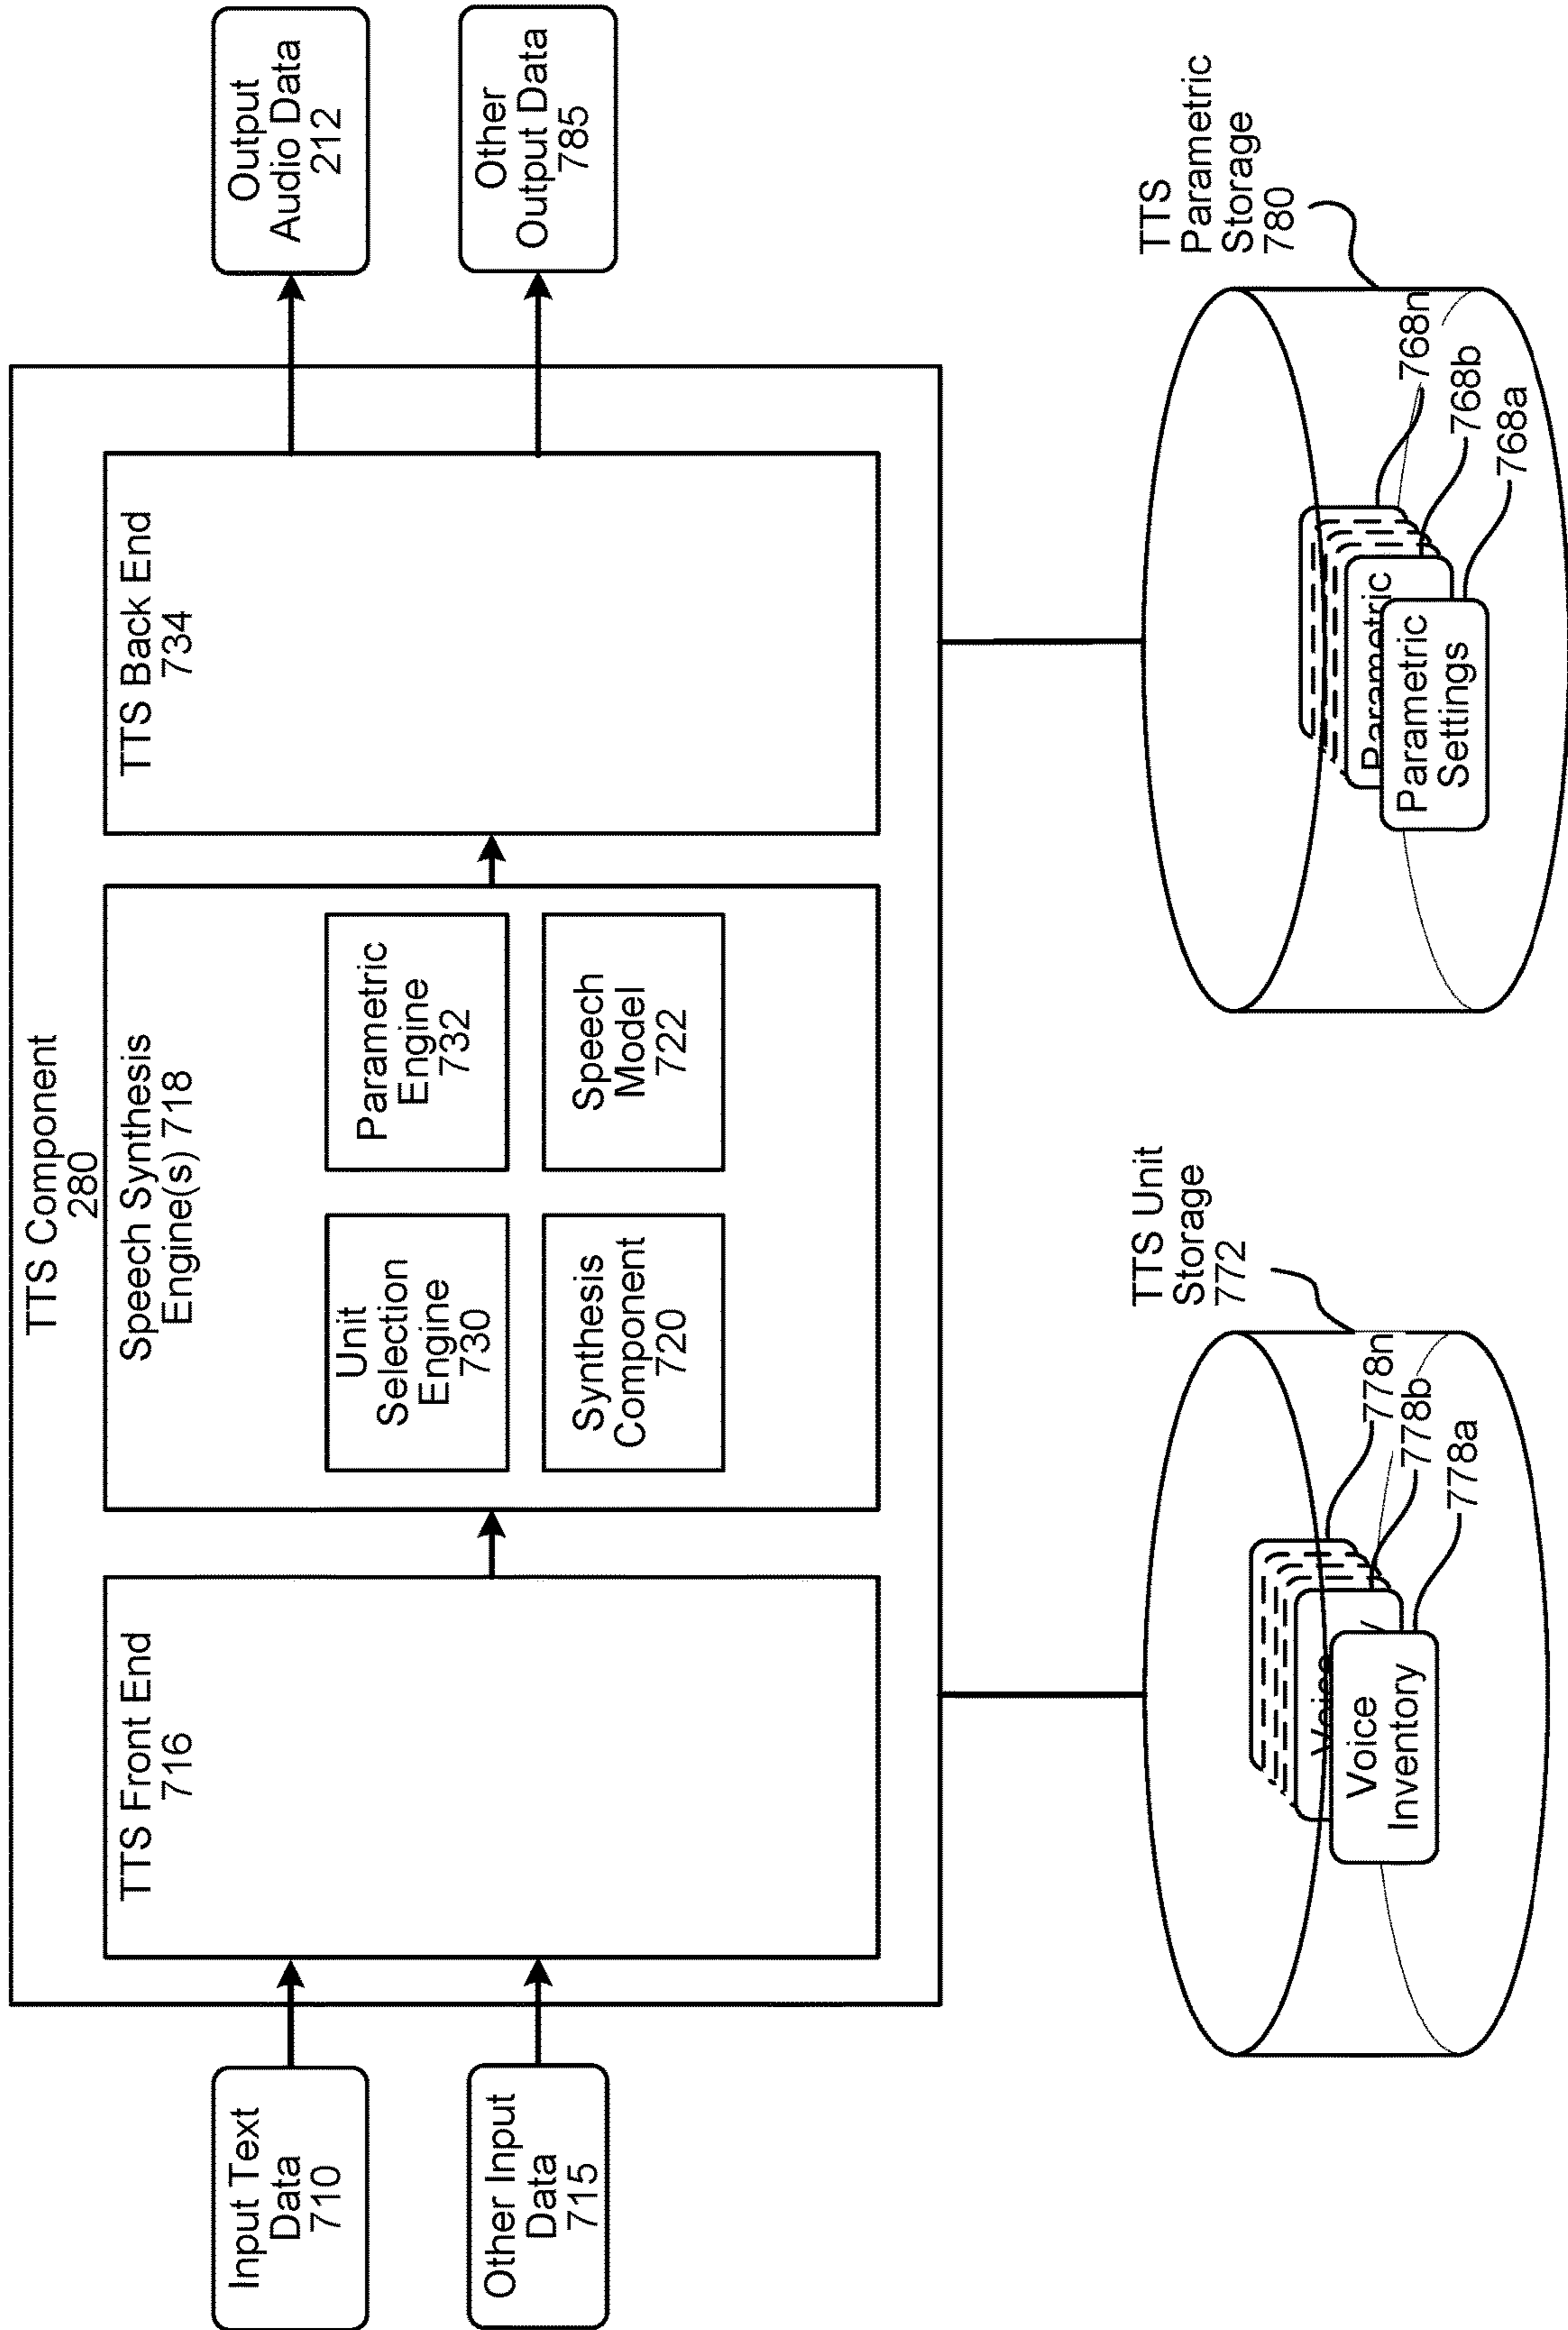 TTS Component
280
Input Text
Data
710
Other Input
Data
715
TTS Front End
716
Speech Synthesis
Engine(s) 718
Unit
Selection
Engine
730
Parametric
Engine
732
Synthesis
Component
720
Speech
Model
722
TTS Back End
734
Output
Audio Data
212
Other
Output Data
785
TTS Unit
Storage
772
778n
778b
778a
Voice
Voice
Inventory
TTS
Parametric
Storage
780
768n
768b
768a
Parametric
Parametric
Settings